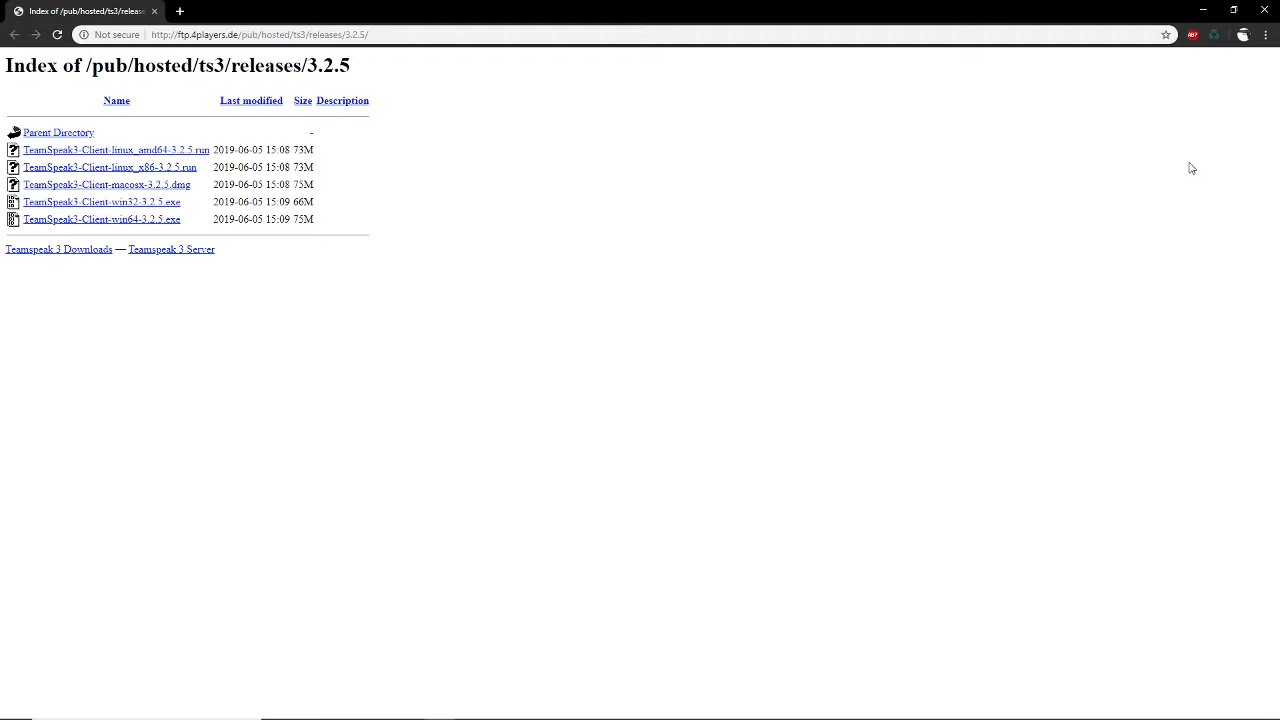 Index of /pub/hosted/ts3/release
Not secure http://ftp.4players.de/pub/hosted/ts3/releases/3.2.5/
Index of /pub/hosted/ts3/releases/3.2.5
Name Last modified Size Description
Parent Directory -
TeamSpeak3-Client-linux_amd64-3.2.5.run 2019-06-05 15:08 73M
TeamSpeak3-Client-linux_x86-3.2.5.run 2019-06-05 15:08 73M
TeamSpeak3-Client-macosx-3.2.5.dmg 2019-06-05 15:08 75M
TeamSpeak3-Client-win32-3.2.5.exe 2019-06-05 15:09 66M
TeamSpeak3-Client-win64-3.2.5.exe 2019-06-05 15:09 75M
Teamspeak 3 Downloads — Teamspeak 3 Server